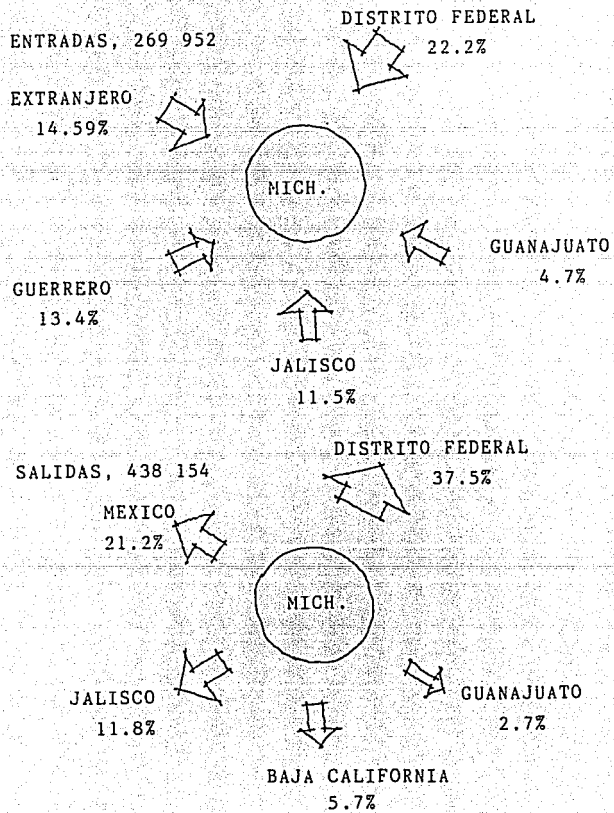 DISTRITO FEDERAL
22.2%
ENTRADAS, 269 952
EXTRANJERO
14.59%
MICH.
GUANAJUATO
4.7%
GUERRERO
13.4%
JALISCO
11.5%
DISTRITO FEDERAL
37.5%
SALIDAS, 438 154
MEXICO
21.2%
MICH.
JALISCO
11.8%
GUANAJUATO
2.7%
BAJA CALIFORNIA
5.7%